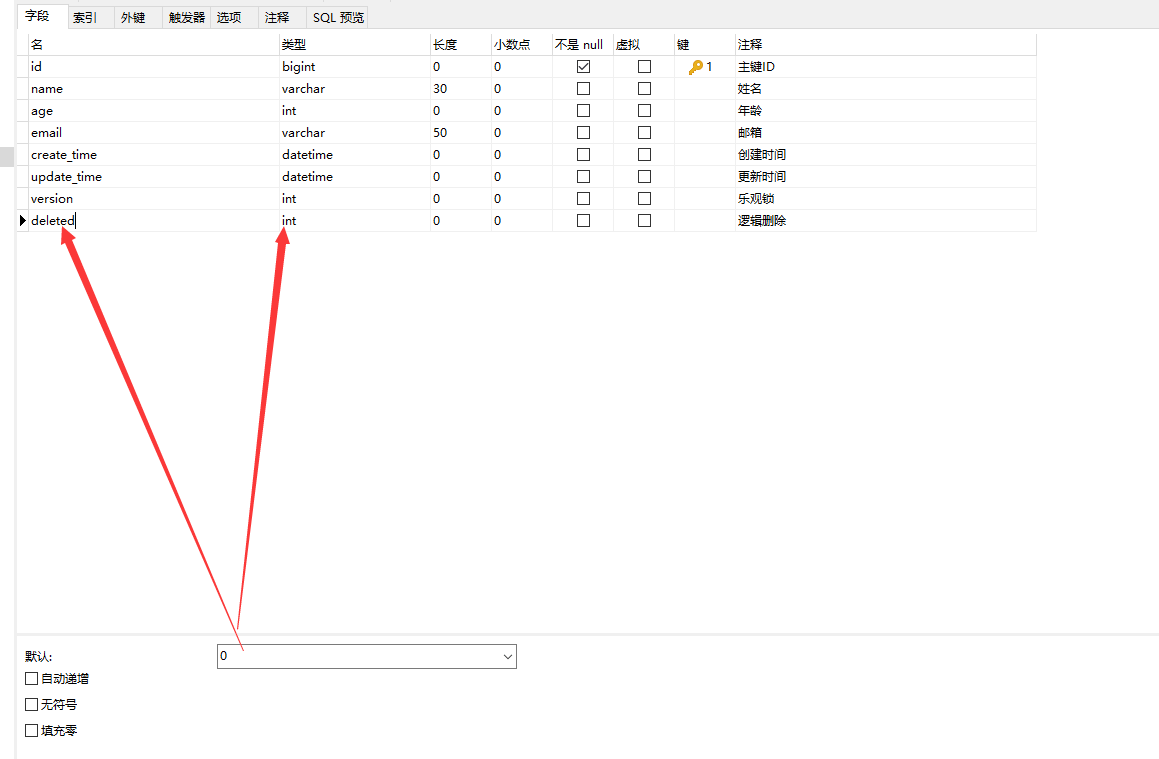 字段 索引 外键 触发器 选项 注释 SQL 预览
名 类型 长度 小数点 不是 null 虚拟 键 注释
id bigint 0 0 1 主键ID
name varchar 30 0 姓名
age int 0 0 年龄
email varchar 50 0 邮箱
create_time datetime 0 0 创建时间
update_time datetime 0 0 更新时间
version int 0 0 乐观锁
deleted int 0 0 逻辑删除
默认: 0
自动递增
无符号
填充零